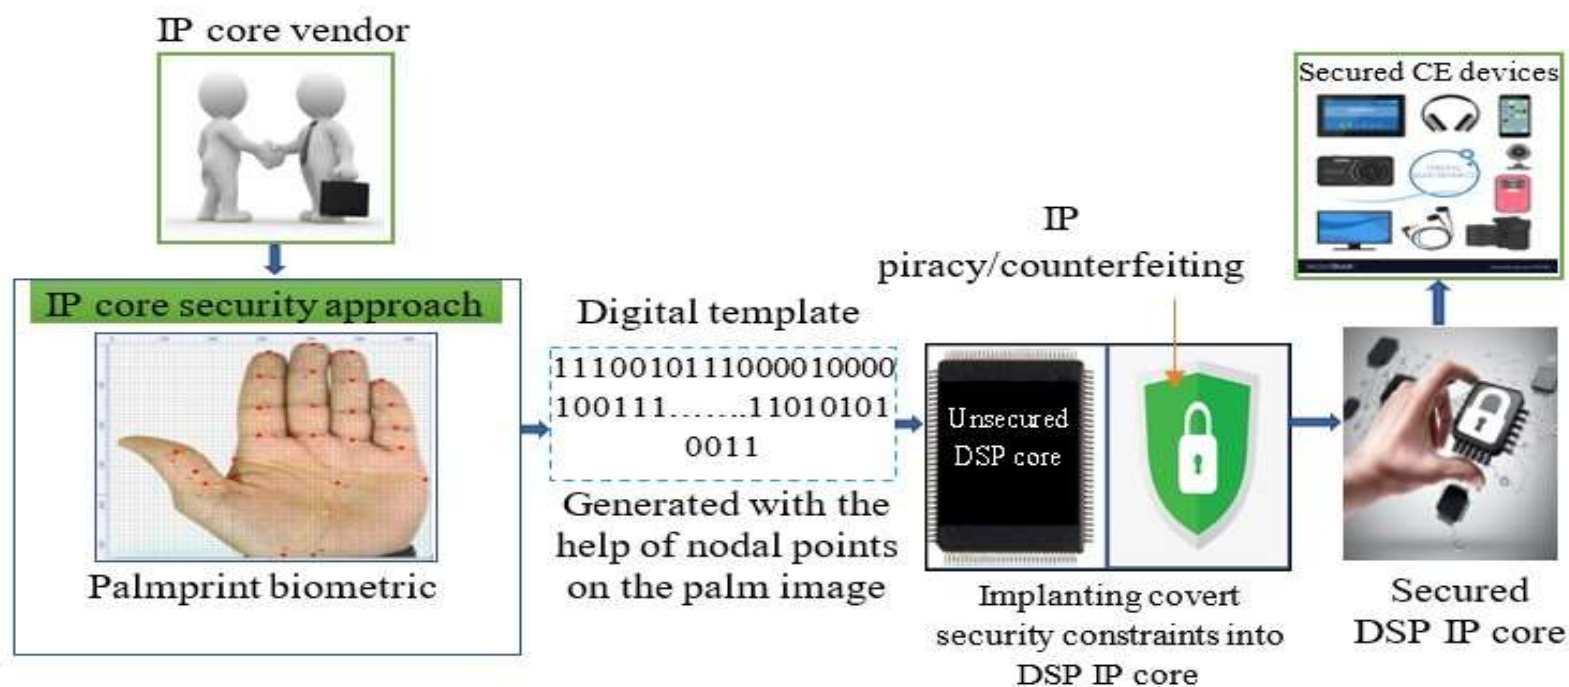 IP core vendor
IP core security approach
Palmprint biometric
Digital template
1110010111000010000
100111.......11010101
0011
Generated with the
help of nodal points
on the palm image
IP
piracy/counterfeiting
Unsecured
DSP core
Implanting covert
security constraints into
DSP IP core
Secured CE devices
Secured
DSP IP core